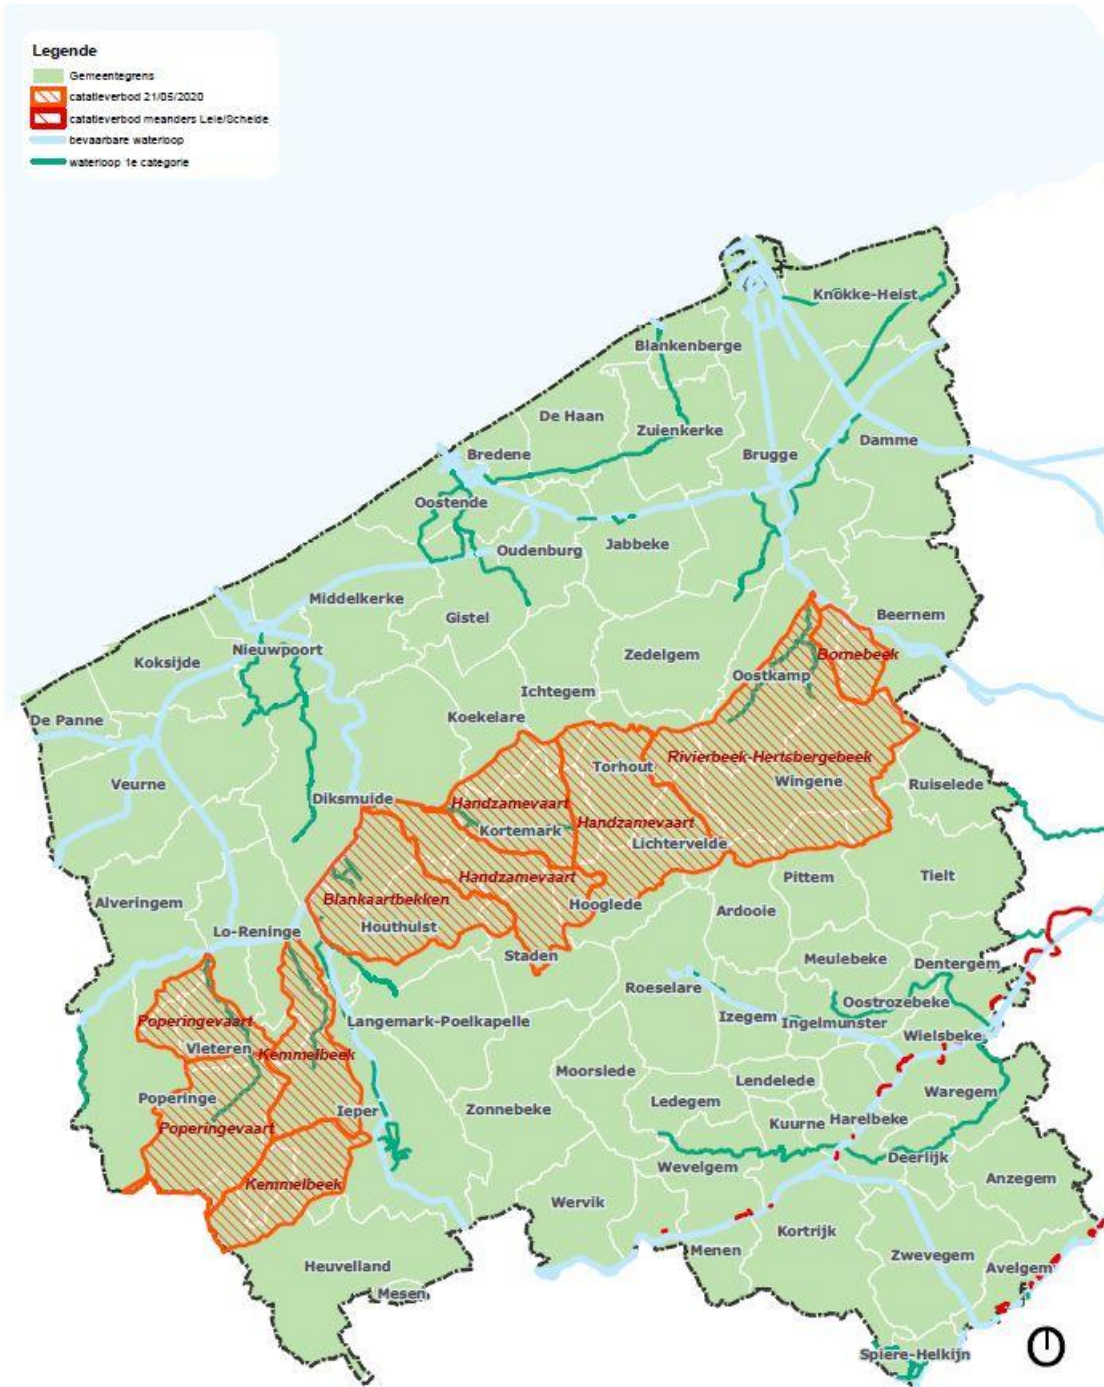 Legende
Gemeentegrens
catatieverbod 21/05/2020
catatieverbod meanders Leie/Schelde
bevaarbare waterloop
waterloop 1e categorie
Knokke-Heist
Blankenberge
De Haan
Zuienkerke
Damme
Bredene
Brugge
Oostende
Oudenburg
Jabbeke
Middelkerke
Gistel
Beernem
Nieuwpoort
Koksijde
Zedelgem
Bornebeek
Oostkamp
Ichtegem
De Panne
Koekelare
Rivierbeek-Hertsbergebeek
Torhout
Veurne
Wingene
Ruiselede
Diksmuide
Handzamevaart
Kortemark
Handzamevaart
Lichtervelde
Handzamevaart
Pittem
Tielt
Blankaartbekken
Alveringem
Hooglede
Ardooie
Houthulst
Lo-Reninge
Staden
Meulebeke
Dentergem
Roeselare
Oostrozebeke
Poperingevaart
Langemark-Poelkapelle
Izegem
Ingelmunster
Wielsbeke
Vleteren
Kemmelbeek
Moorslede
Lendelede
Waregem
Poperinge
Ieper
Zonnebeke
Ledegem
Poperingevaart
Kuurne
Harelbeke
Deerlijk
Wevelgem
Kemmelbeek
Anzegem
Wervik
Kortrijk
Menen
Zwevegem
Heuvelland
Avelgem
Mesen
Spiere-Helkijn